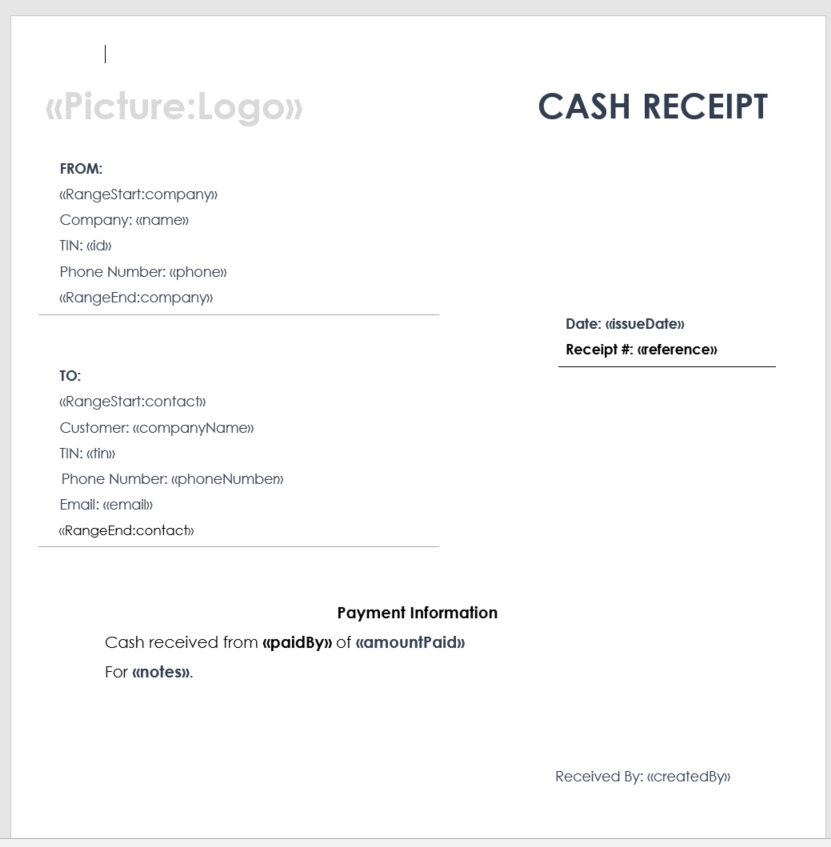 «Picture:Logo»
CASH RECEIPT
FROM:
«RangeStart:company»
Company: «name»
TIN: «id»
Phone Number: «phone»
«RangeEnd:company»
Date: «issueDate»
Receipt #: «reference»
TO:
«RangeStart:contact»
Customer: «companyName»
TIN: «tin»
Phone Number: «phoneNumber»
Email: «email»
«RangeEnd:contact»
Payment Information
Cash received from «paidBy» of «amountPaid»
For «notes».
Received By: «createdBy»